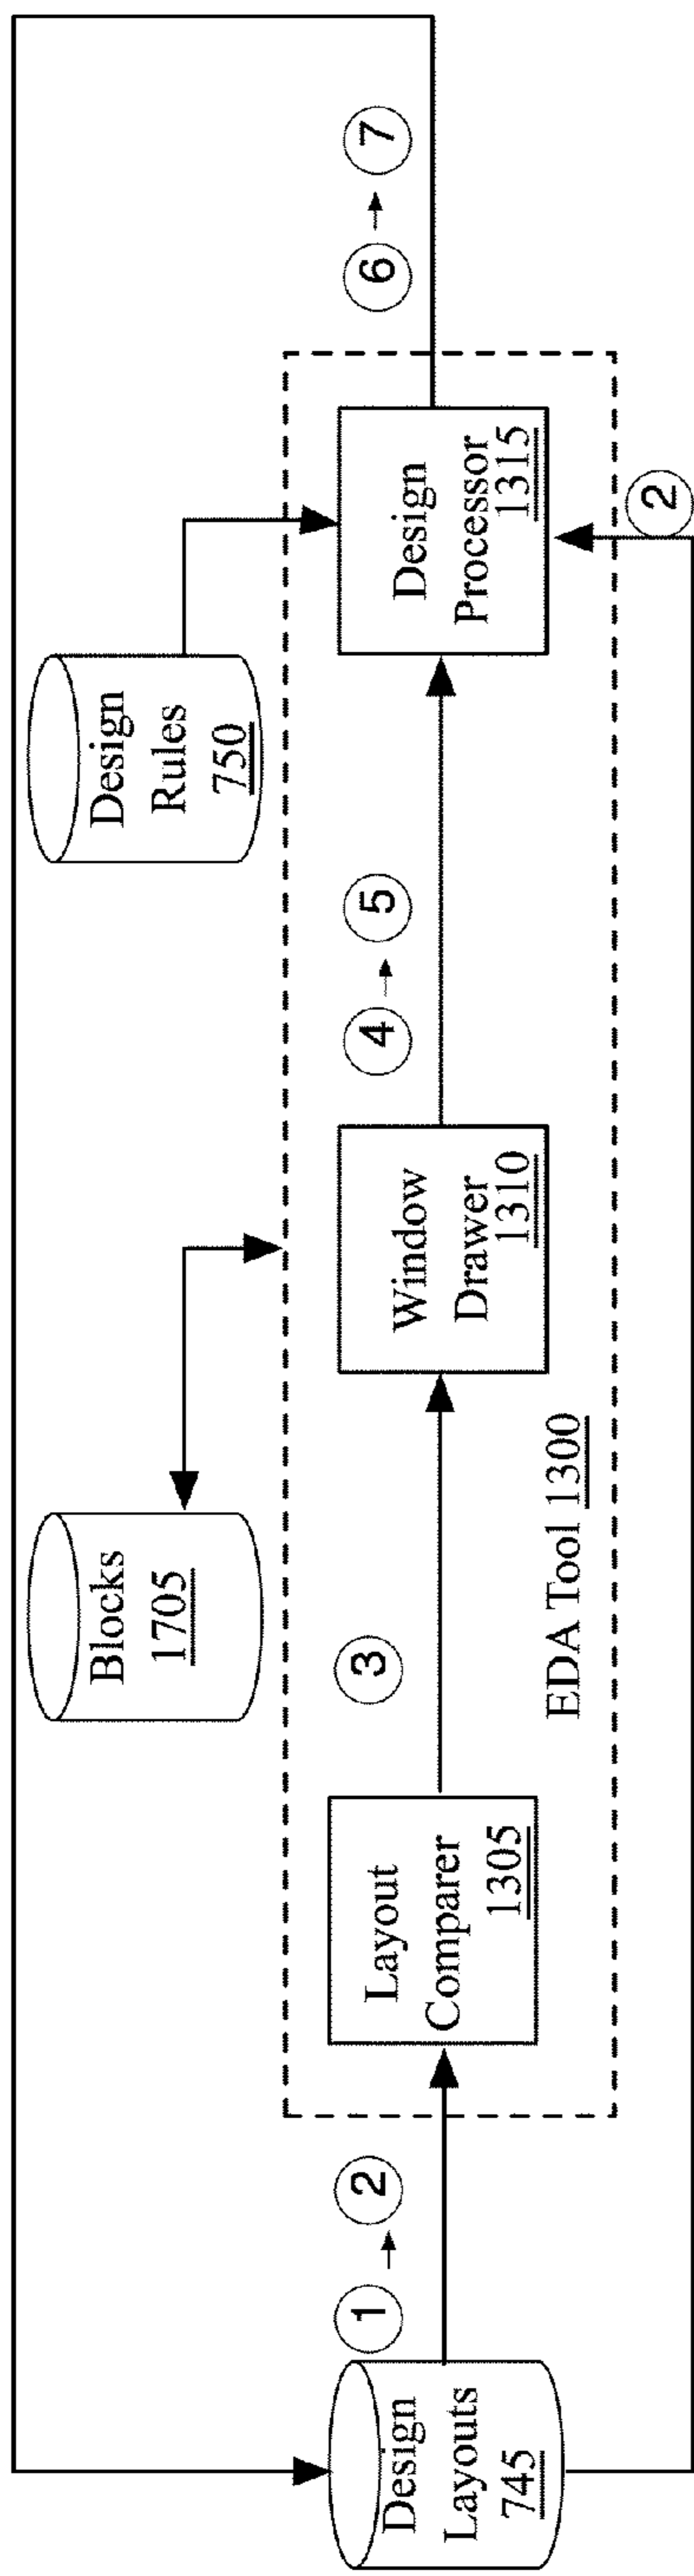 Blocks
1705
Design
Rules
750
6
7
1
2
3
4
5
Design
Layouts
745
Layout
Comparer
1305
Window
Drawer
1310
Design
Processor
1315
EDA Tool 1300
2